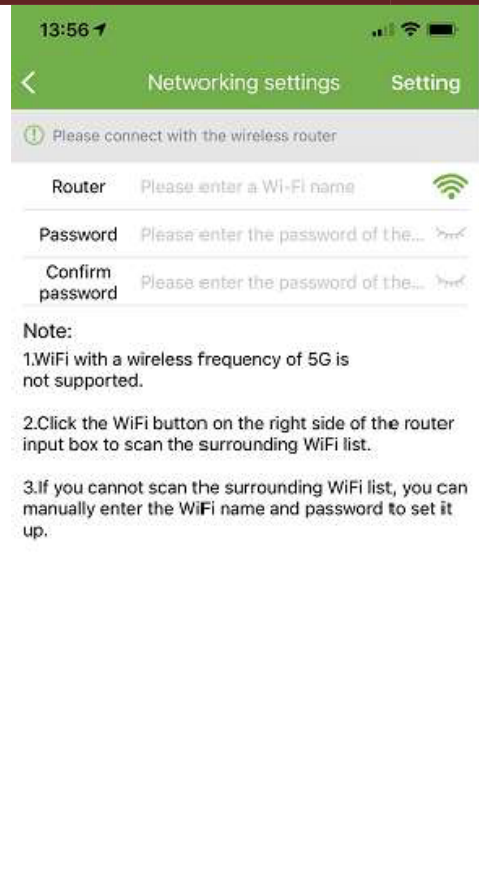 13:56
Networking settings Setting
Please connect with the wireless router
Router Please enter a Wi-Fi name
Password Please enter the password of the...
Confirm
password Please enter the password of the...
Note:
1.WiFi with a wireless frequency of 5G is
not supported.
2.Click the WiFi button on the right side of the router
input box to scan the surrounding WiFi list.
3.If you cannot scan the surrounding WiFi list, you can
manually enter the WiFi name and password to set it
up.